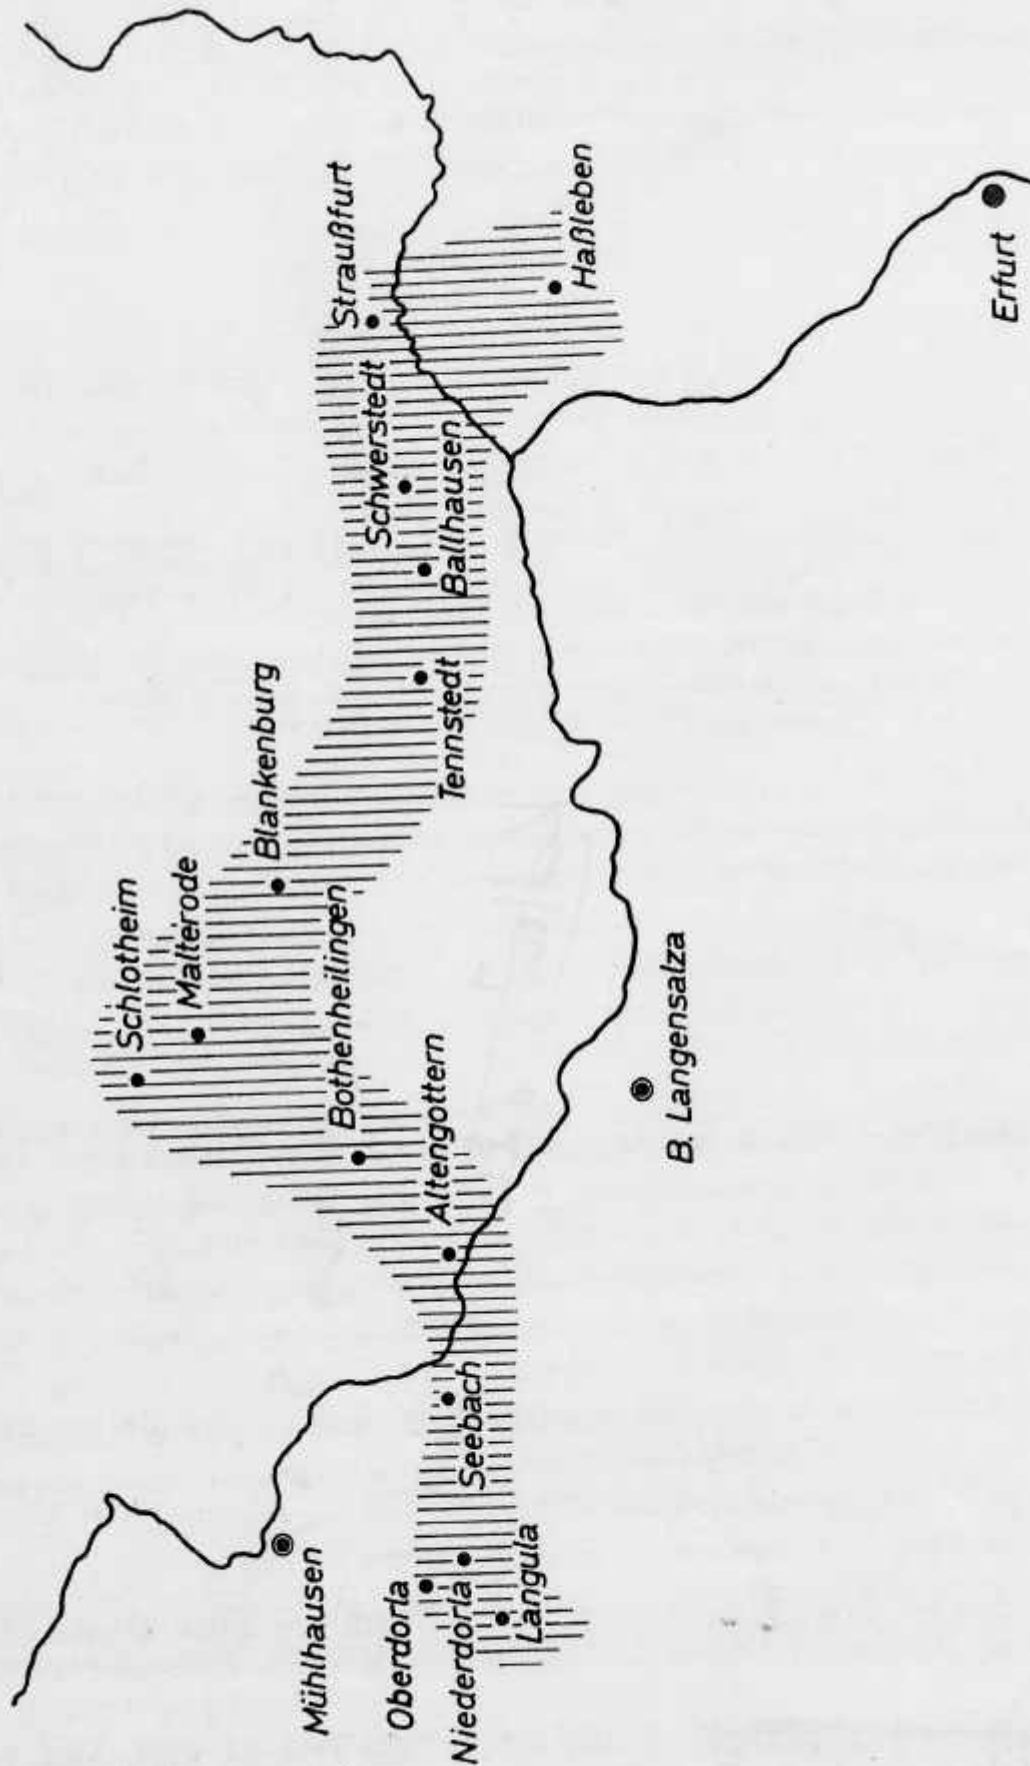 Schlotheim
Malterode
Blankenburg
Straußfurt
Mühlhausen
Bothenheilingen
Schwerstedt
Oberdorla
Altengottern
Tennstedt
Ballhausen
Niederdorla
Seebach
Langula
Haßleben
B. Langensalza
Erfurt